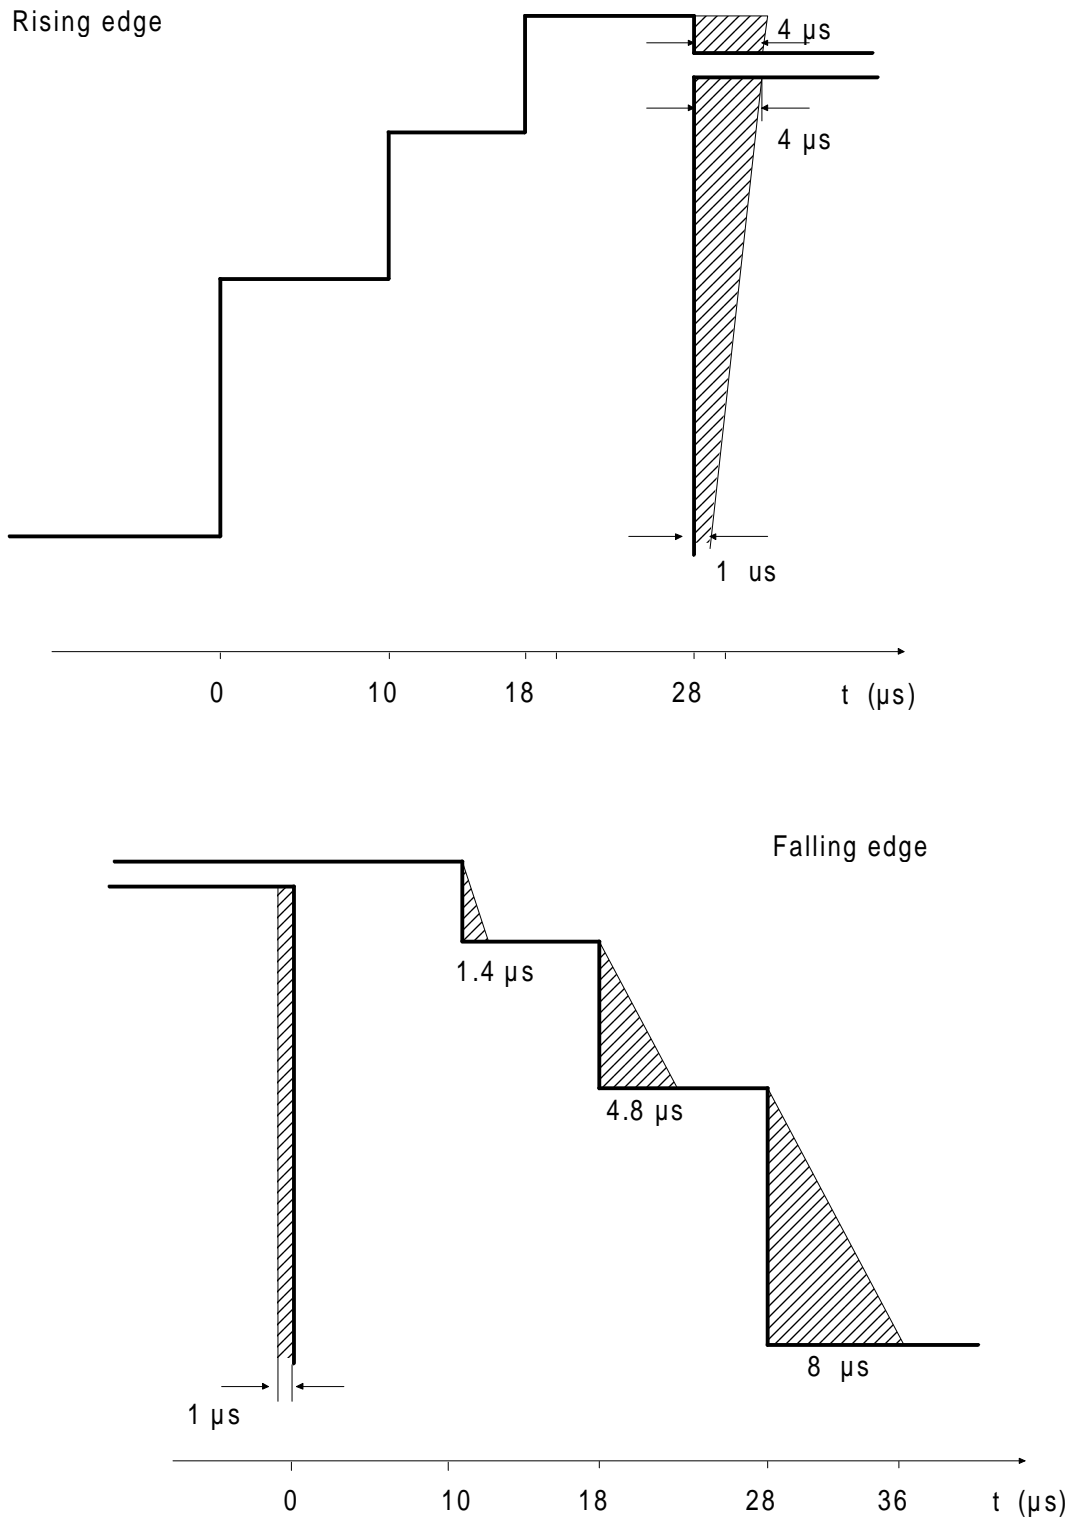 Rising edge
4 µs
4 µs
1 us
0 10 18 28 t (µs)
Falling edge
1.4 µs
4.8 µs
8 µs
1 µs
0 10 18 28 36 t (µs)